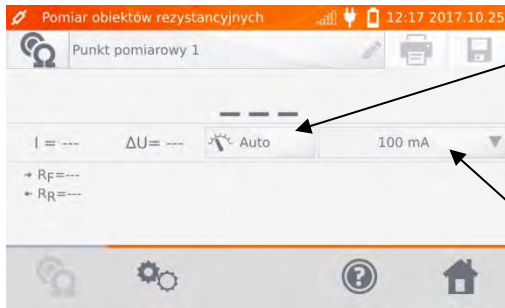 Pomiar obiektów rezystancyjnych 12:17 2017.10.25
Punkt pomiarowy 1
---
I = --- ΔU= --- Auto 100 mA
RF=---
RR=---